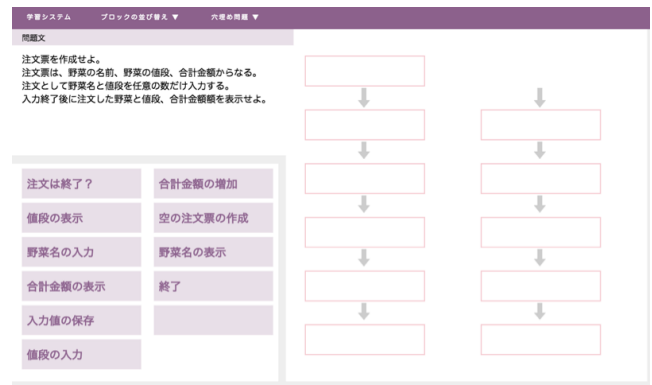 学習システム ブロックの並び替え ▼ 穴埋め問題 ▼
問題文
注文票を作成せよ。
注文票は、野菜の名前、野菜の値段、合計金額からなる。
注文として野菜名と値段を任意の数だけ入力する。
入力終了後に注文した野菜と値段、合計金額額を表示せよ。
注文は終了？ 合計金額の増加
値段の表示 空の注文票の作成
野菜名の入力 野菜名の表示
合計金額の表示 終了
入力値の保存
値段の入力